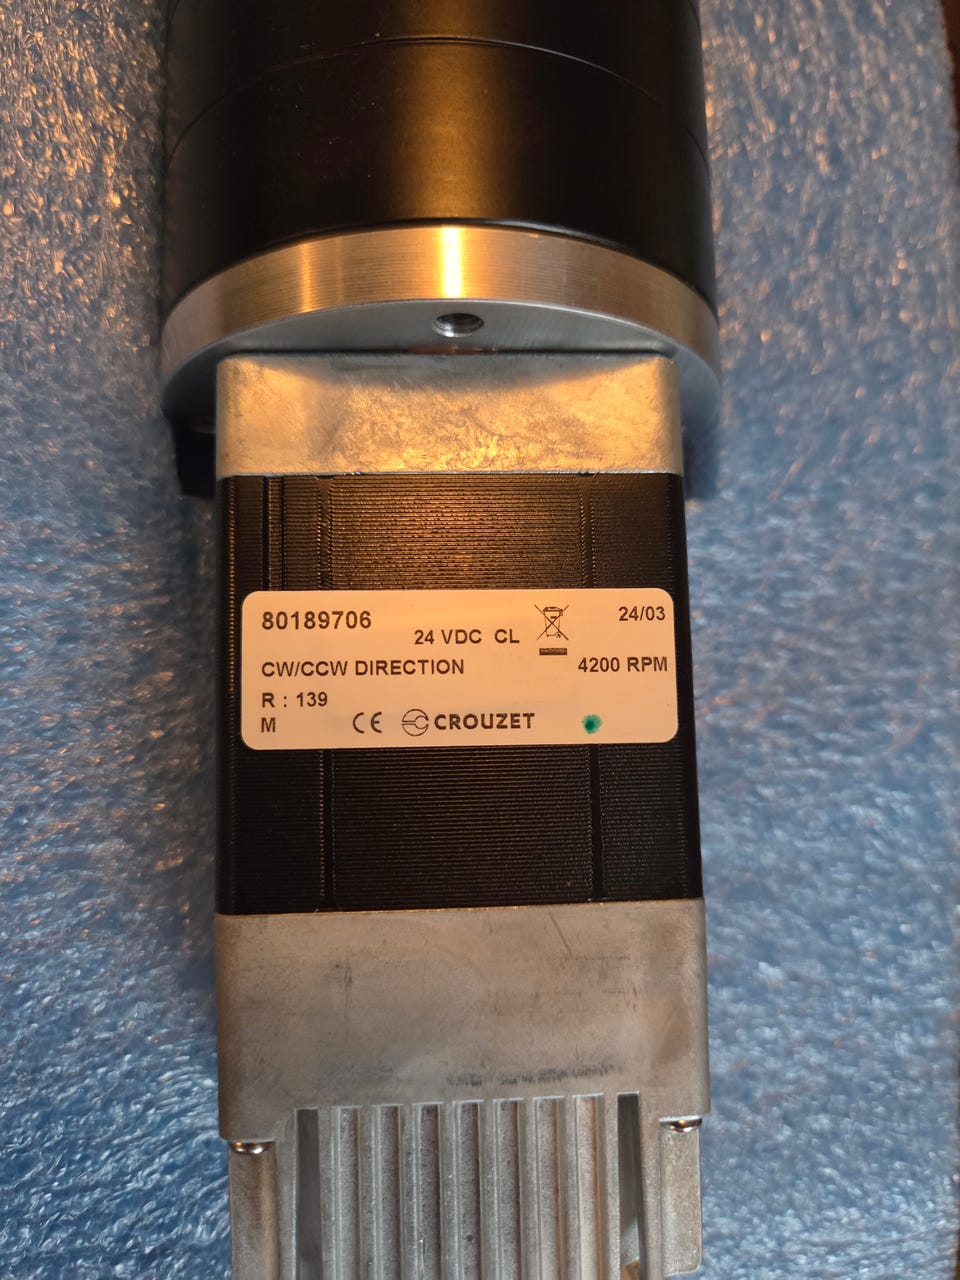 80189706
24/03
24 VDC CL
CW/CCW DIRECTION
4200 RPM
R : 139
M
CE
CROUZET